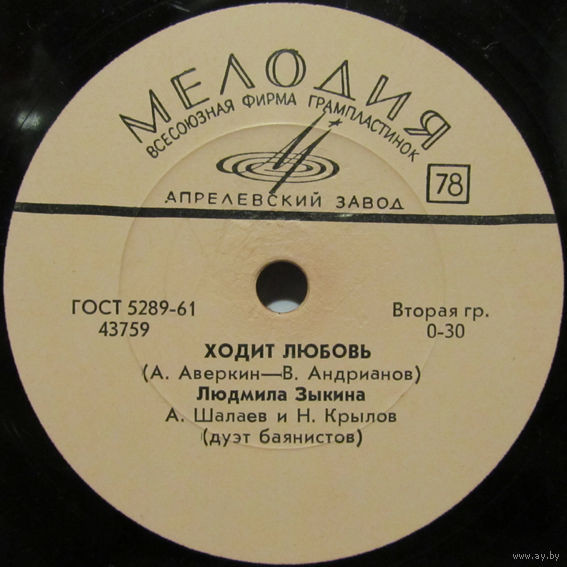 МЕЛОДИЯ
ВСЕСОЮЗНАЯ ФИРМА ГРАМПЛАСТИНОК
АПРЕЛЕВСКИЙ ЗАВОД
78
ГОСТ 5289-61
43759
Вторая гр.
0-30
ХОДИТ ЛЮБОВЬ
(А. Аверкин—В. Андрианов)
Людмила Зыкина
А. Шалаев и Н. Крылов
(дуэт баянистов)
www.ay.by